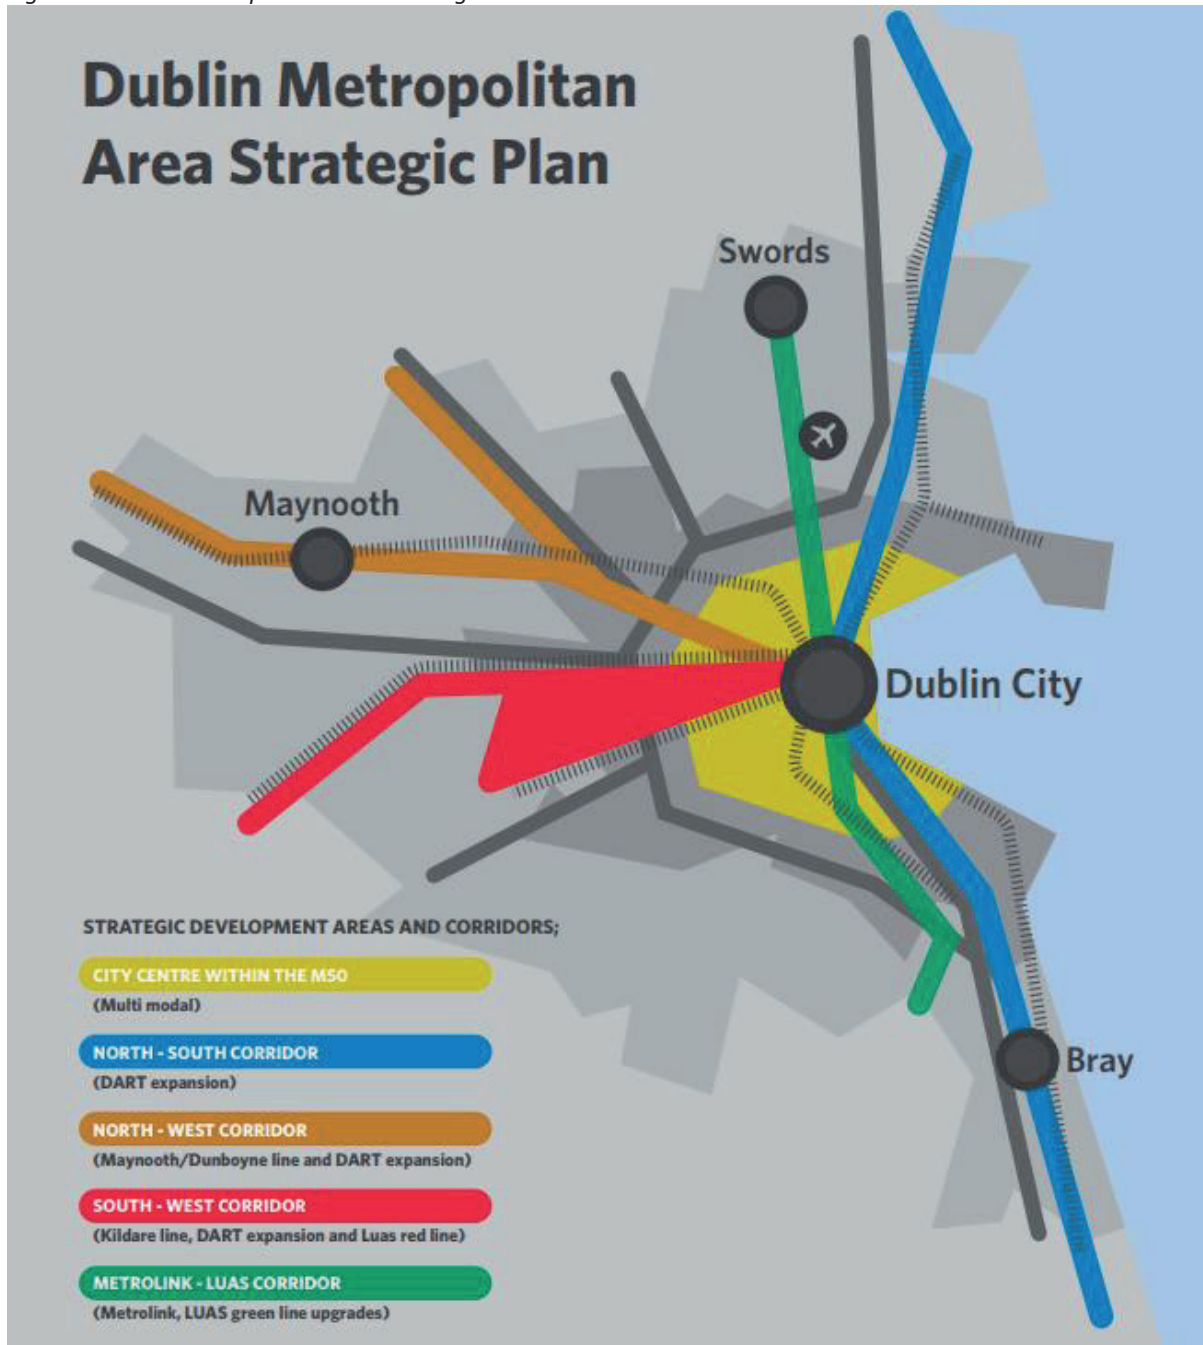 Dublin Metropolitan
Area Strategic Plan
Swords
Maynooth
Dublin City
Bray
STRATEGIC DEVELOPMENT AREAS AND CORRIDORS;
CITY CENTRE WITHIN THE M50
(Multi modal)
NORTH - SOUTH CORRIDOR
(DART expansion)
NORTH - WEST CORRIDOR
(Maynooth/Dunboyne line and DART expansion)
SOUTH - WEST CORRIDOR
(Kildare line, DART expansion and Luas red line)
METROLINK - LUAS CORRIDOR
(Metrolink, LUAS green line upgrades)